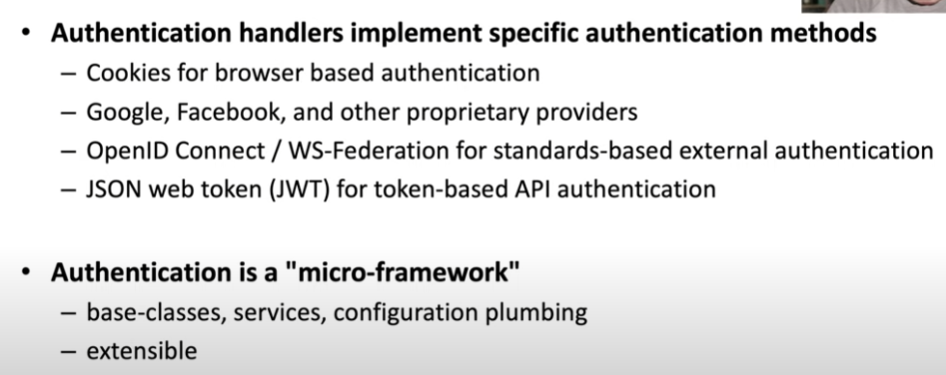 • Authentication handlers implement specific authentication methods
– Cookies for browser based authentication
– Google, Facebook, and other proprietary providers
– OpenID Connect / WS-Federation for standards-based external authentication
– JSON web token (JWT) for token-based API authentication
• Authentication is a "micro-framework"
– base-classes, services, configuration plumbing
– extensible